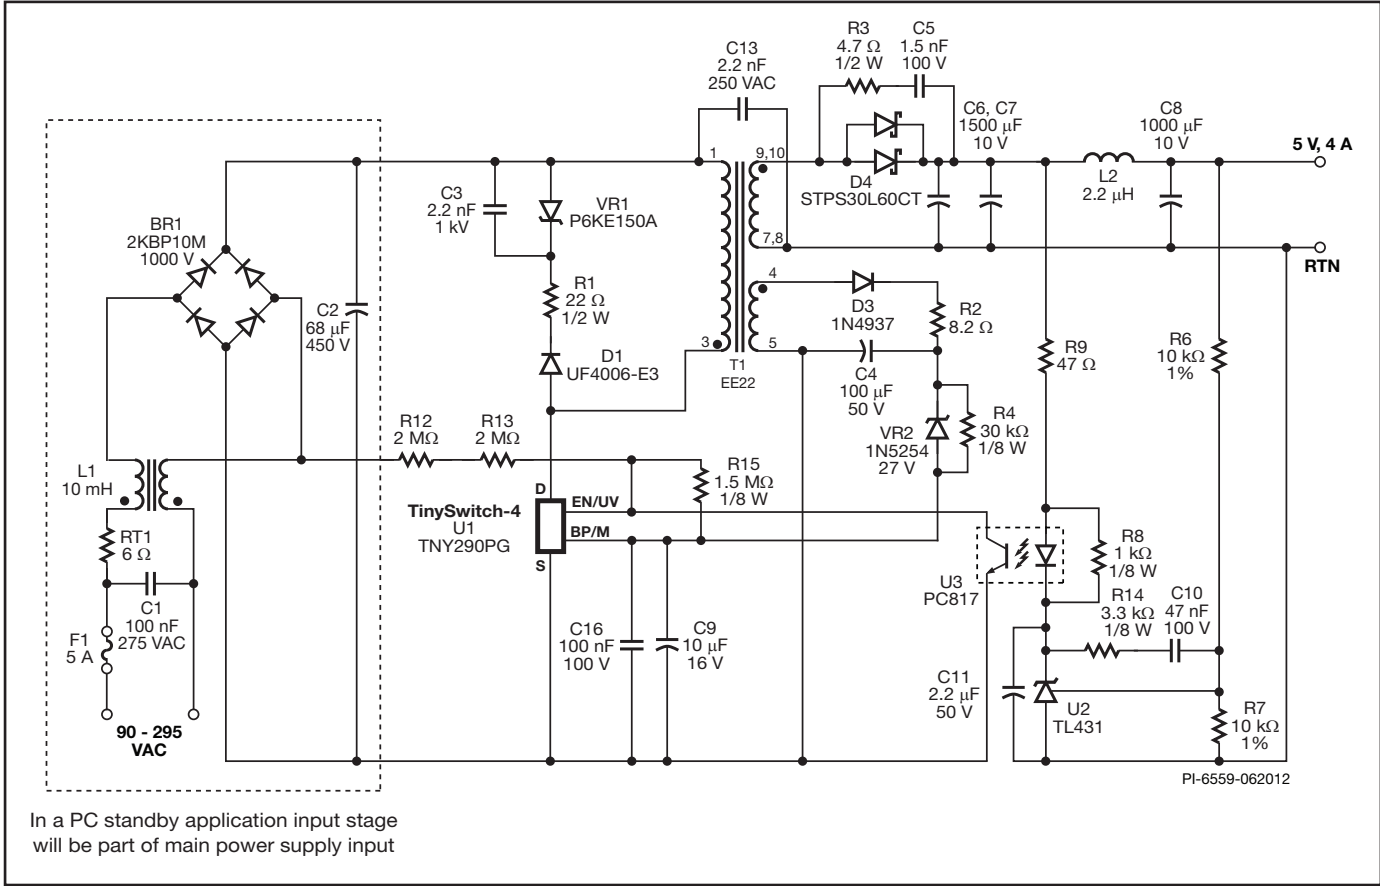 C13
2.2 nF
250 VAC
R3
4.7 Ω
1/2 W
C5
1.5 nF
100 V
C6, C7
1500 μF
10 V
C8
1000 μF
10 V
5 V, 4 A
1
9,10
D4
STPS30L60CT
L2
2.2 μH
C3
2.2 nF
1 kV
VR1
P6KE150A
7,8
RTN
BR1
2KBP10M
1000 V
R1
22 Ω
1/2 W
4
D3
1N4937
R2
8.2 Ω
C2
68 μF
450 V
3
5
T1
EE22
D1
UF4006-E3
C4
100 μF
50 V
R9
47 Ω
R6
10 kΩ
1%
R12
2 MΩ
R13
2 MΩ
VR2
1N5254
27 V
R4
30 kΩ
1/8 W
L1
10 mH
R15
1.5 MΩ
1/8 W
D
EN/UV
TinySwitch-4
U1
TNY290PG
BP/M
S
RT1
6 Ω
U3
PC817
R8
1 kΩ
1/8 W
C1
100 nF
275 VAC
F1
5 A
R14
3.3 kΩ
1/8 W
C10
47 nF
100 V
C16
100 nF
100 V
C9
10 μF
16 V
C11
2.2 μF
50 V
U2
TL431
R7
10 kΩ
1%
90 - 295
VAC
PI-6559-062012
In a PC standby application input stage
will be part of main power supply input